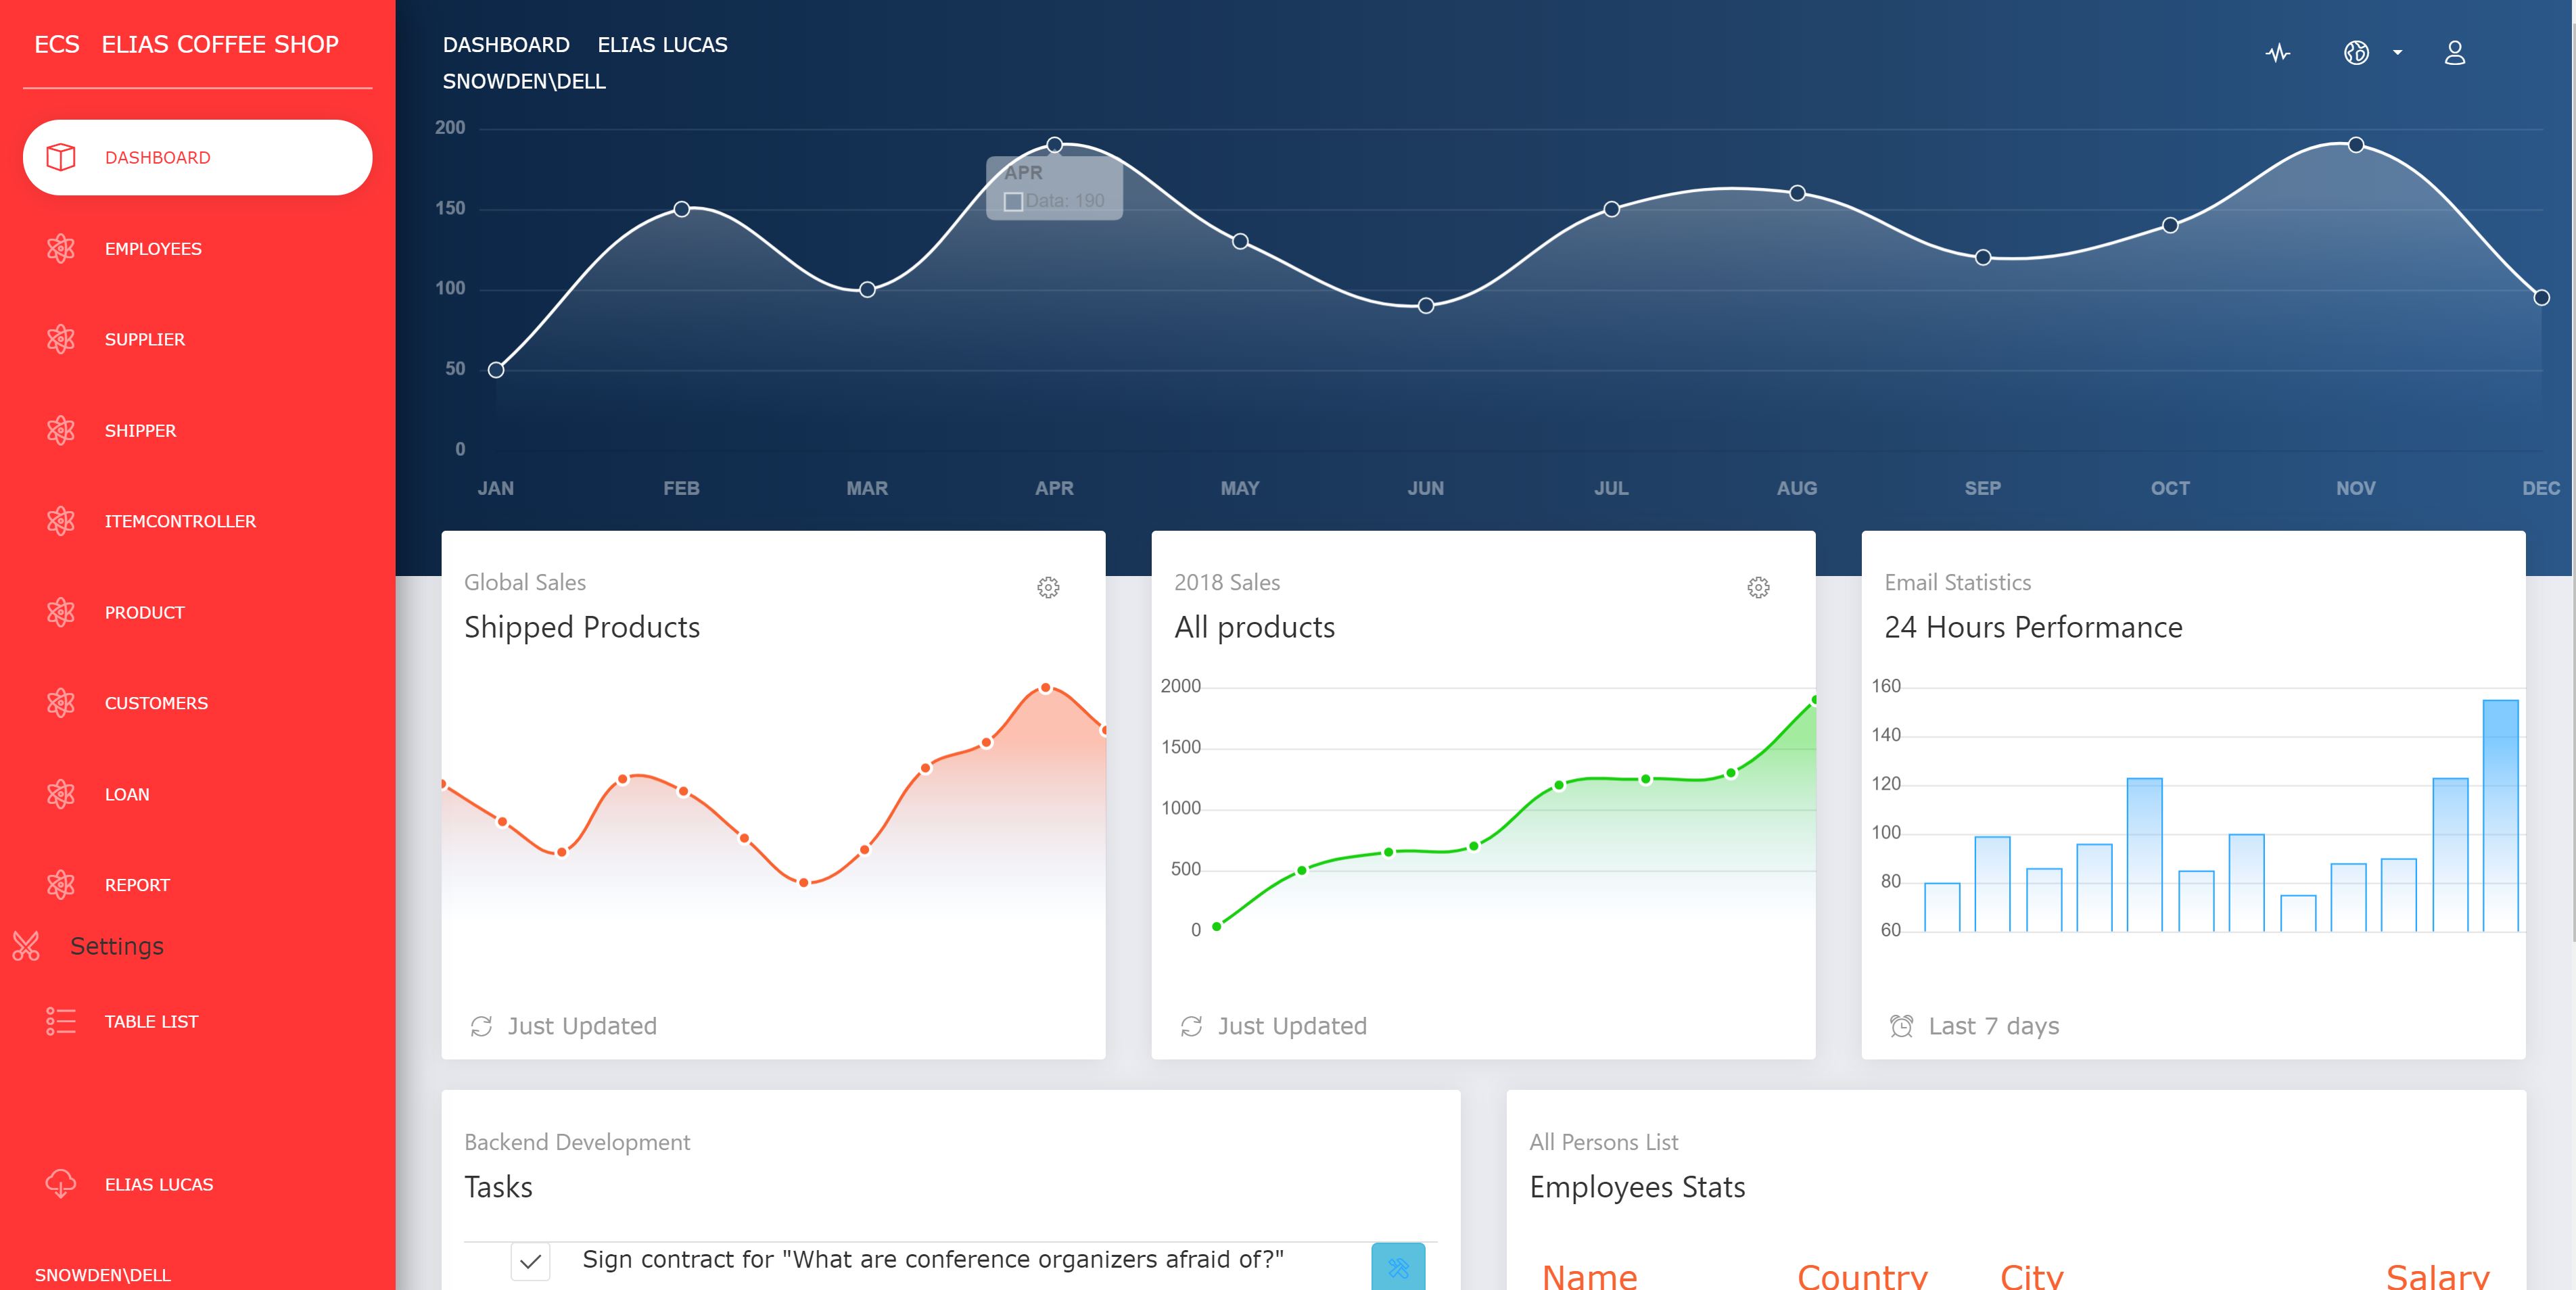 ECS ELIAS COFFEE SHOP
DASHBOARD
EMPLOYEES
SUPPLIER
SHIPPER
ITEMCONTROLLER
PRODUCT
CUSTOMERS
LOAN
REPORT
Settings
TABLE LIST
ELIAS LUCAS
SNOWDEN\DELL
DASHBOARD ELIAS LUCAS
SNOWDEN\DELL
200
150
100
50
0
APR
Data: 190
JAN FEB MAR APR MAY JUN JUL AUG SEP OCT NOV DEC
Global Sales
Shipped Products
Just Updated
2018 Sales
All products
2000
1500
1000
500
0
Just Updated
Email Statistics
24 Hours Performance
160
140
120
100
80
60
Last 7 days
Backend Development
Tasks
Sign contract for "What are conference organizers afraid of?"
All Persons List
Employees Stats
Name Country City Salary